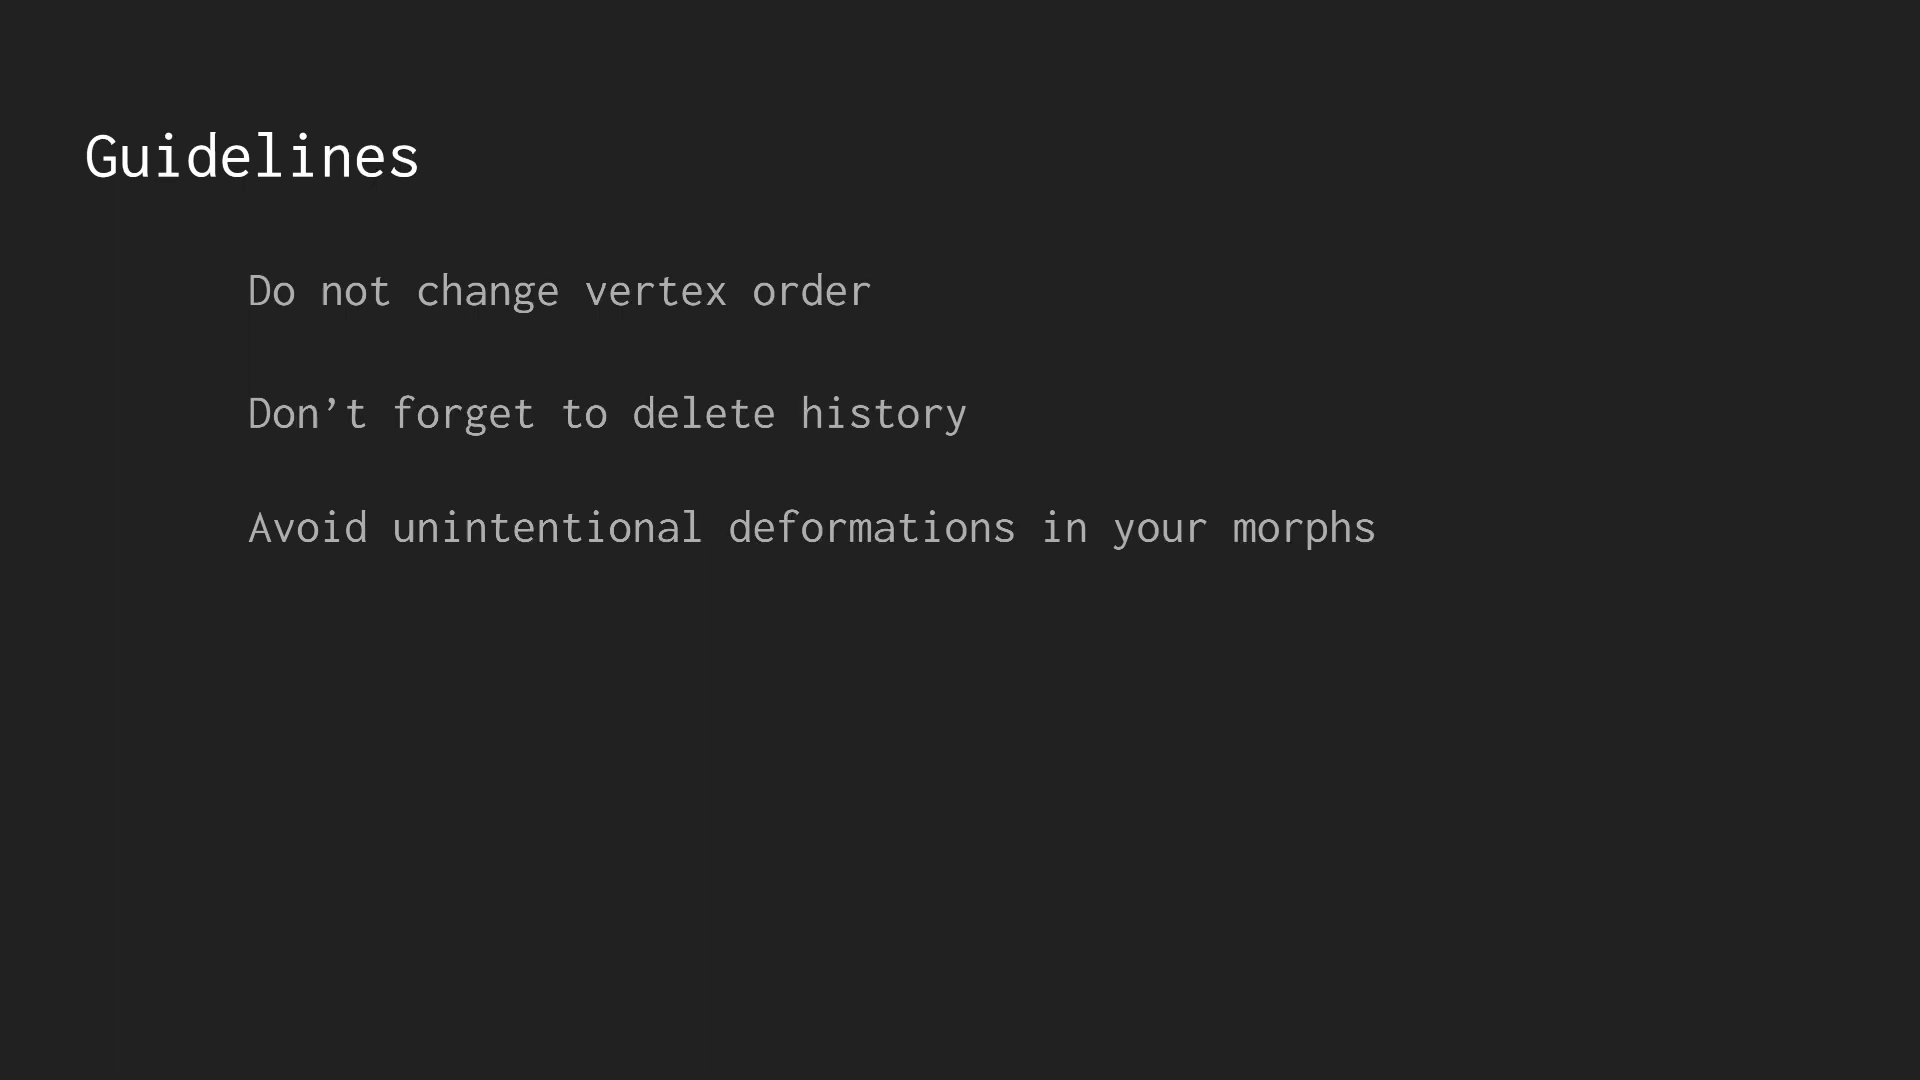 Guidelines
Do not change vertex order
Don’t forget to delete history
Avoid unintentional deformations in your morphs